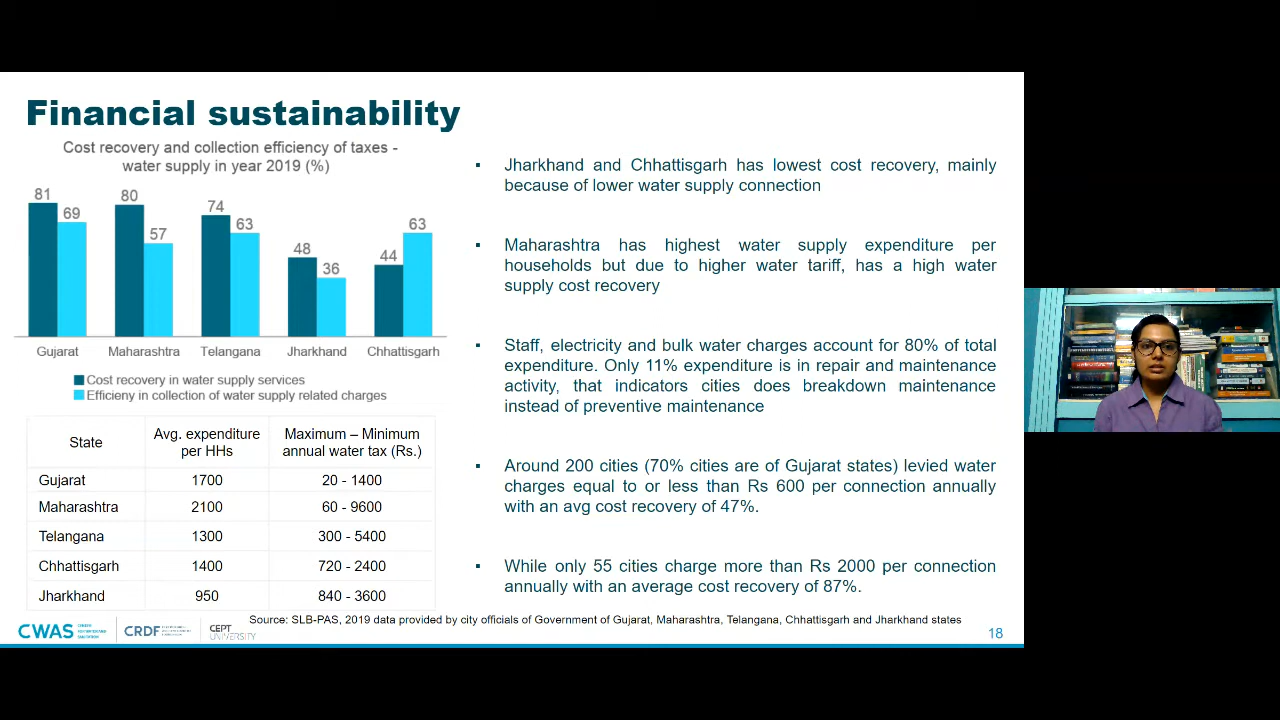 Financial sustainability
Cost recovery and collection efficiency of taxes -
water supply in year 2019 (%)
81
69
80
57
74
63
48
36
44
63
Gujarat
Maharashtra
Telangana
Jharkhand
Chhattisgarh
Cost recovery in water supply services
Efficieny in collection of water supply related charges
State
Avg. expenditure
per HHs
Maximum – Minimum
annual water tax (Rs.)
Gujarat 1700 20 - 1400
Maharashtra 2100 60 - 9600
Telangana 1300 300 - 5400
Chhattisgarh 1400 720 - 2400
Jharkhand 950 840 - 3600
▪ Jharkhand and Chhattisgarh has lowest cost recovery, mainly
because of lower water supply connection
▪ Maharashtra has highest water supply expenditure per
households but due to higher water tariff, has a high water
supply cost recovery
▪ Staff, electricity and bulk water charges account for 80% of total
expenditure. Only 11% expenditure is in repair and maintenance
activity, that indicators cities does breakdown maintenance
instead of preventive maintenance
▪ Around 200 cities (70% cities are of Gujarat states) levied water
charges equal to or less than Rs 600 per connection annually
with an avg cost recovery of 47%.
▪ While only 55 cities charge more than Rs 2000 per connection
annually with an average cost recovery of 87%.
Source: SLB-PAS, 2019 data provided by city officials of Government of Gujarat, Maharashtra, Telangana, Chhattisgarh and Jharkhand states
CWAS
CRDF
CEPT
UNIVERSITY
18